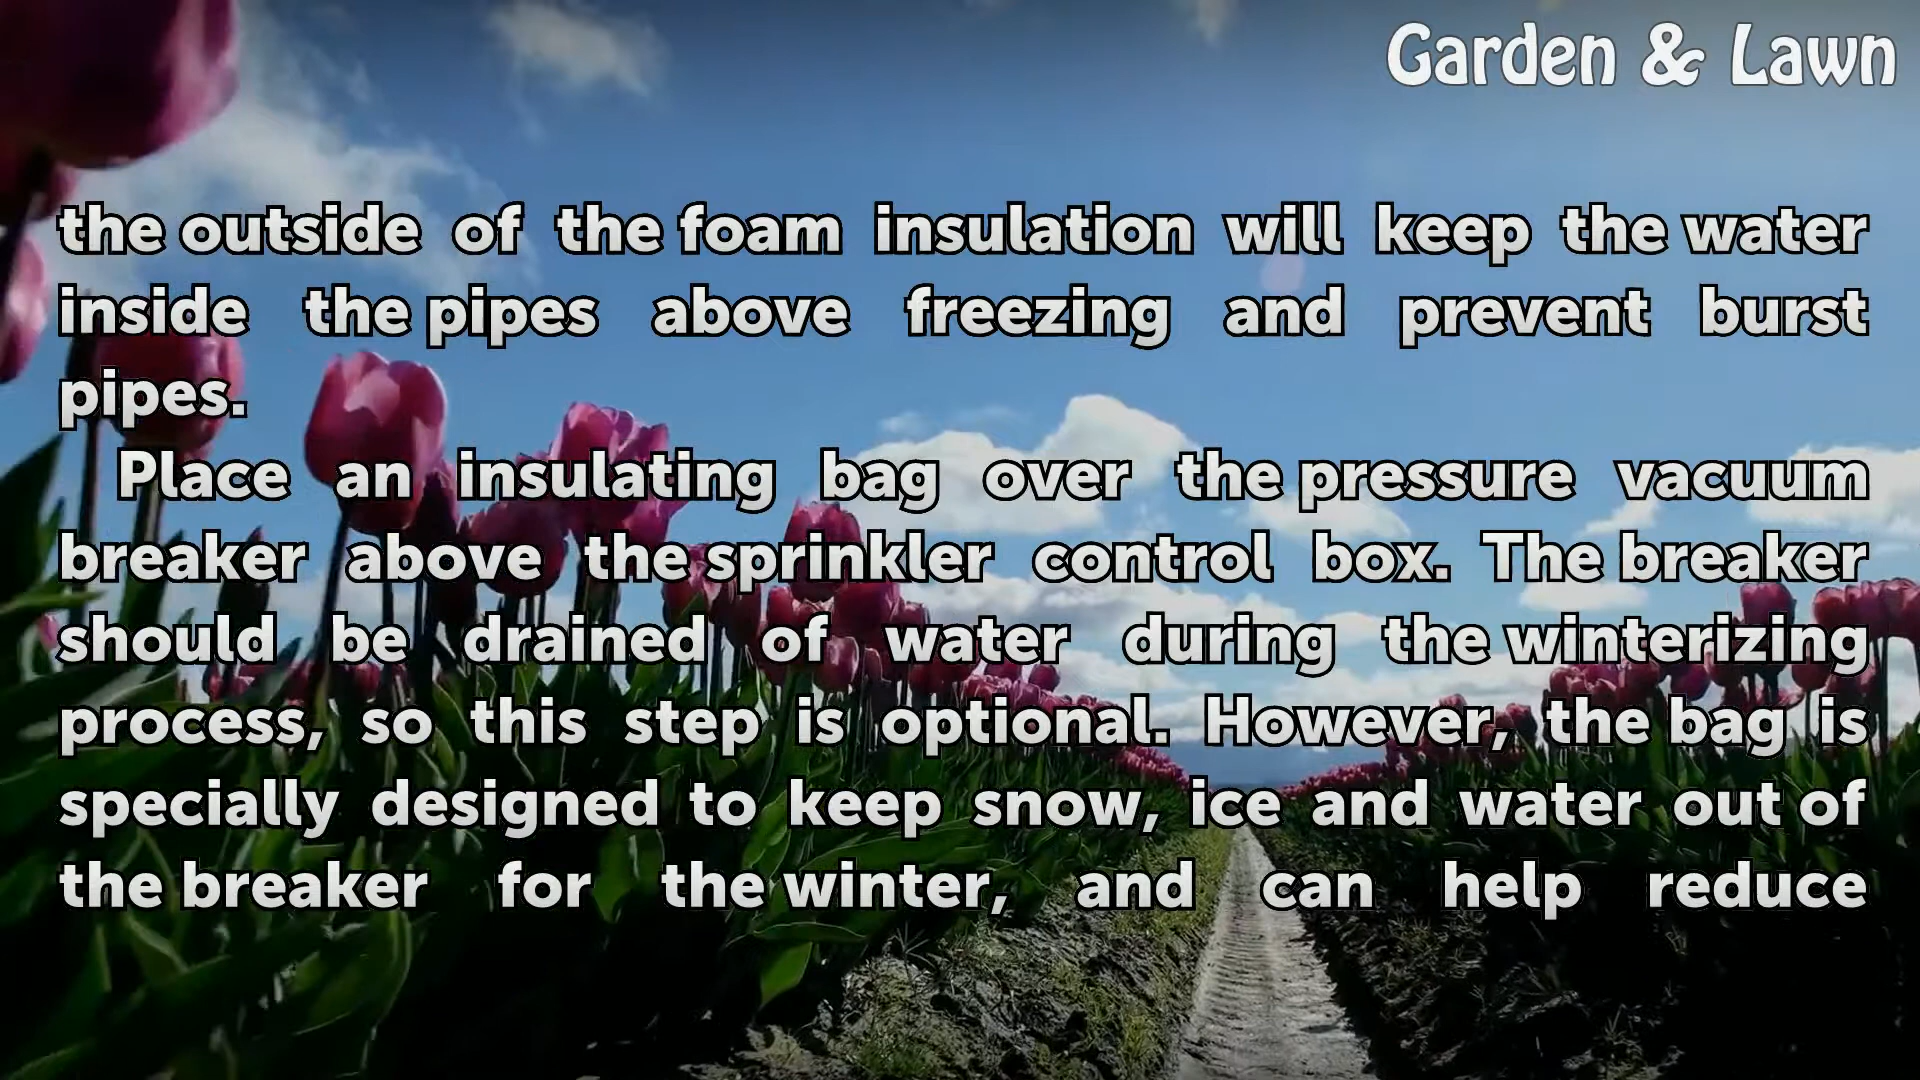 Garden & Lawn
the outside of the foam insulation will keep the water
inside the pipes above freezing and prevent burst
pipes.
Place an insulating bag over the pressure vacuum
breaker above the sprinkler control box. The breaker
should be drained of water during the winterizing
process, so this step is optional. However, the bag is
specially designed to keep snow, ice and water out of
the breaker for the winter, and can help reduce